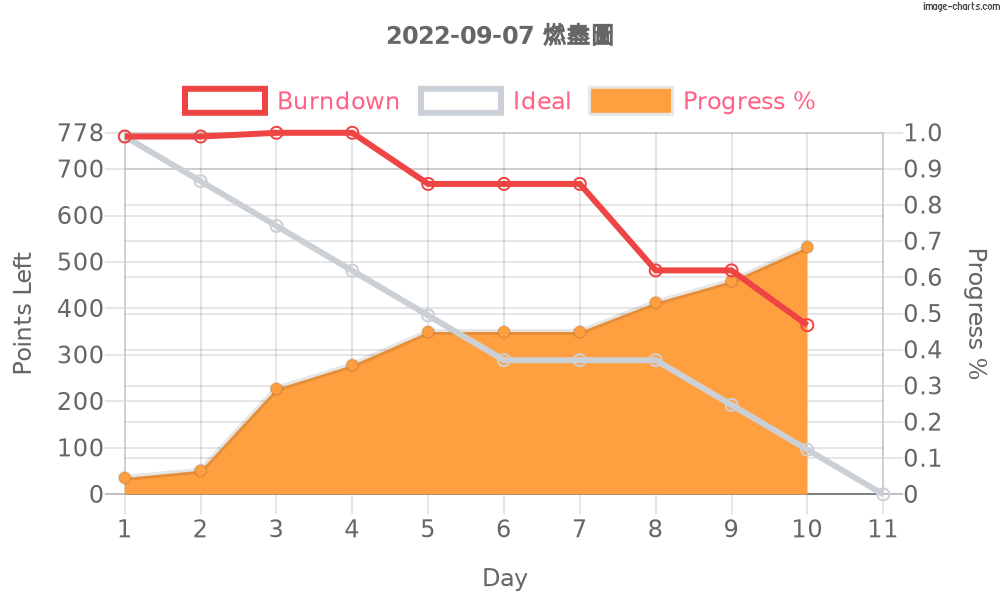 image-charts.com
2022-09-07 燃盡圖
Burndown Ideal Progress %
778 1.0
700 0.9
0.8
600
0.7
500 0.6
400 0.5
300 0.4
0.3
200
0.2
100 0.1
0 0
Points Left
Progress %
1 2 3 4 5 6 7 8 9 10 11
Day